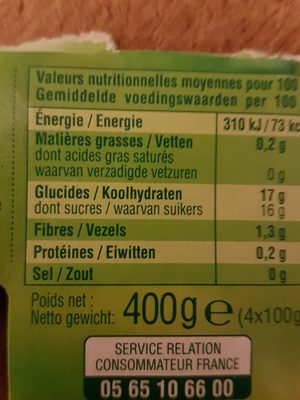 Valeurs nutritionnelles moyennes pour 100
Gemiddelde voedingswaarden per 100
Énergie / Energie 310 kJ / 73 kc
Matières grasses / Vetten 0,2 g
dont acides gras saturés
waarvan verzadigde vetzuren 0 g
Glucides / Koolhydraten 17 g
dont sucres / waarvan suikers 16 g
Fibres / Vezels 1,3 g
Protéines / Eiwitten 0,2 g
Sel / Zout 0 g
Poids net :
Netto gewicht: 400g e (4x100g
SERVICE RELATION
CONSOMMATEUR FRANCE
05 65 10 66 00